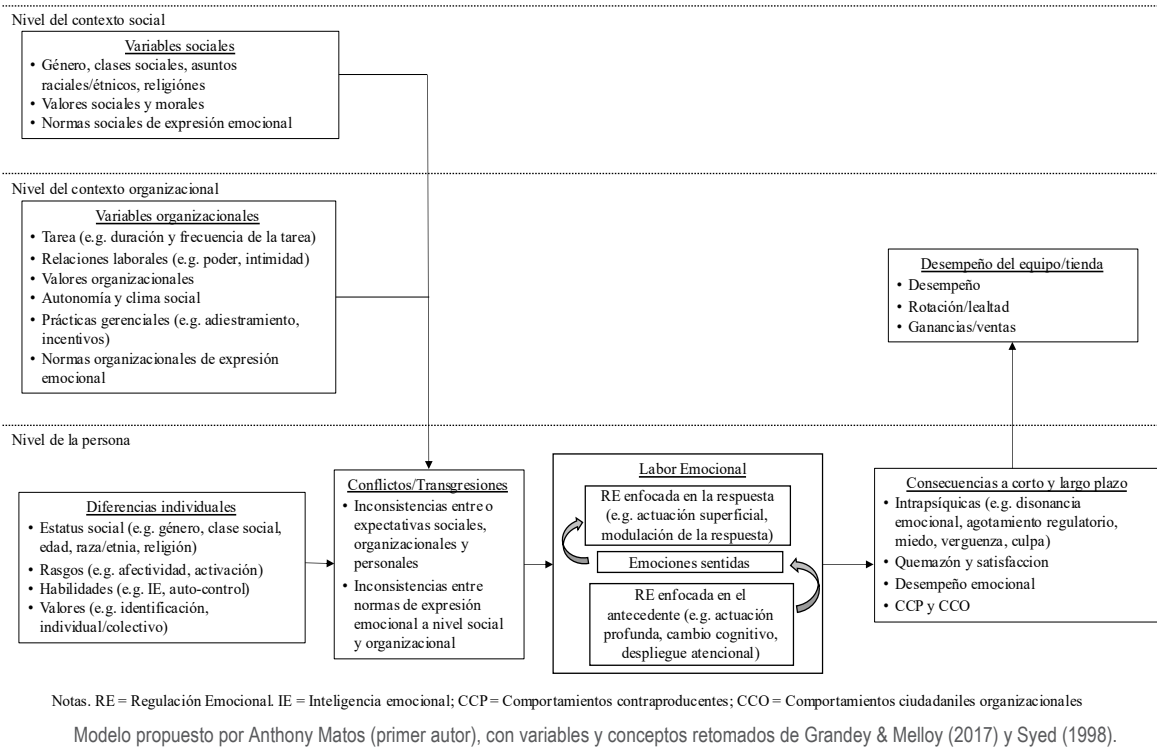 Nivel del contexto social
Variables sociales
• Género, clases sociales, asuntos
raciales/étnicos, religiónes
• Valores sociales y morales
• Normas sociales de expresión emocional
Nivel del contexto organizacional
Variables organizacionales
• Tarea (e.g. duración y frecuencia de la tarea)
• Relaciones laborales (e.g. poder, intimidad)
• Valores organizacionales
• Autonomía y clima social
• Prácticas gerenciales (e.g. adiestramiento,
incentivos)
• Normas organizacionales de expresión
emocional
Desempeño del equipo/tienda
• Desempeño
• Rotación/lealtad
• Ganancias/ventas
Nivel de la persona
Diferencias individuales
• Estatus social (e.g. género, clase social,
edad, raza/etnia, religión)
• Rasgos (e.g. afectividad, activación)
• Habilidades (e.g. IE, auto-control)
• Valores (e.g. identificación,
individual/colectivo)
Conflictos/Transgresiones
• Inconsistencias entre o
expectativas sociales,
organizacionales y
personales
• Inconsistencias entre
normas de expresión
emocional a nivel social
y organizacional
Labor Emocional
RE enfocada en la respuesta
(e.g. actuación superficial,
modulación de la respuesta)
Emociones sentidas
RE enfocada en el
antecedente (e.g. actuación
profunda, cambio cognitivo,
despliegue atencional)
Consecuencias a corto y largo plazo
• Intrapsíquicas (e.g. disonancia
emocional, agotamiento regulatorio,
miedo, verguenza, culpa)
• Quemazón y satisfaccion
• Desempeño emocional
• CCP y CCO
Notas. RE = Regulación Emocional. IE = Inteligencia emocional; CCP = Comportamientos contraproducentes; CCO = Comportamientos ciudadaniles organizacionales
Modelo propuesto por Anthony Matos (primer autor), con variables y conceptos retomados de Grandey & Melloy (2017) y Syed (1998).